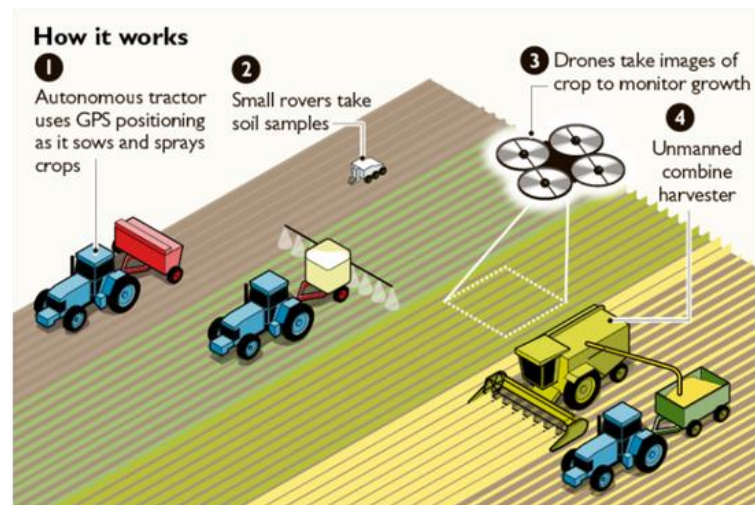 How it works
1
Autonomous tractor
uses GPS positioning
as it sows and sprays
crops
2
Small rovers take
soil samples
3 Drones take images of
crop to monitor growth
4
Unmanned
combine
harvester